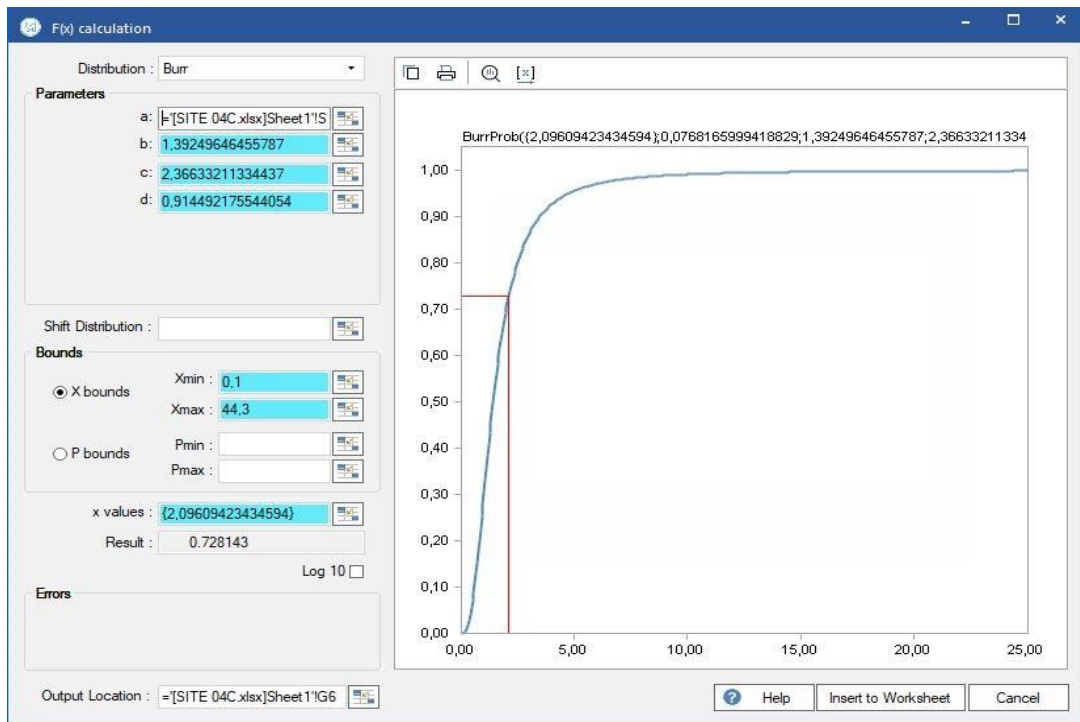 F(x) calculation
Distribution : Burr
Parameters
a: ='[SITE 04C.xlsx]Sheet1'!S
b: 1,39249646455787
c: 2,36633211334437
d: 0,914492175544054
Shift Distribution :
Bounds
X bounds
Xmin : 0,1
Xmax : 44,3
P bounds
Pmin :
Pmax :
x values : {2,09609423434594}
Result : 0.728143
Log 10
Errors
Output Location : ='[SITE 04C.xlsx]Sheet1'!G6
[x]
BurrProb({2,09609423434594};0,0768165999418829;1,39249646455787;2,36633211334
1,00
0,90
0,80
0,70
0,60
0,50
0,40
0,30
0,20
0,10
0,00
0,00 5,00 10,00 15,00 20,00 25,00
? Help Insert to Worksheet Cancel